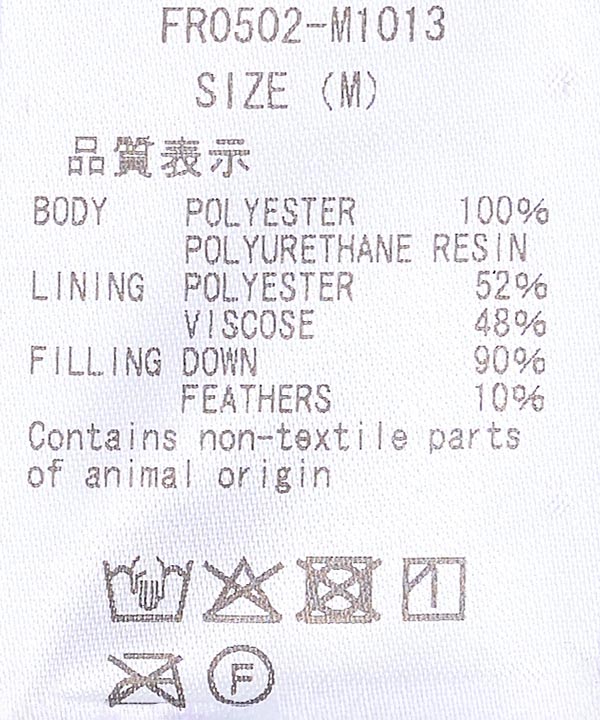 FR0502-M1013
SIZE (M)
品質表示
BODY POLYESTER 100%
POLYURETHANE RESIN
LINING POLYESTER 52%
VISCOSE 48%
FILLING DOWN 90%
FEATHERS 10%
Contains non-textile parts
of animal origin
F